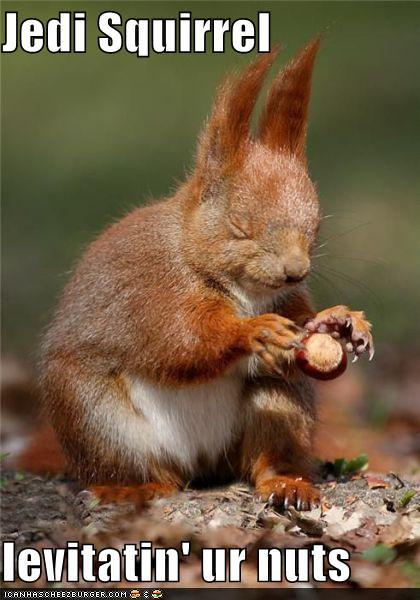 Jedi Squirrel
levitatin' ur nuts
ICANHASCHEEZBURGER.COM